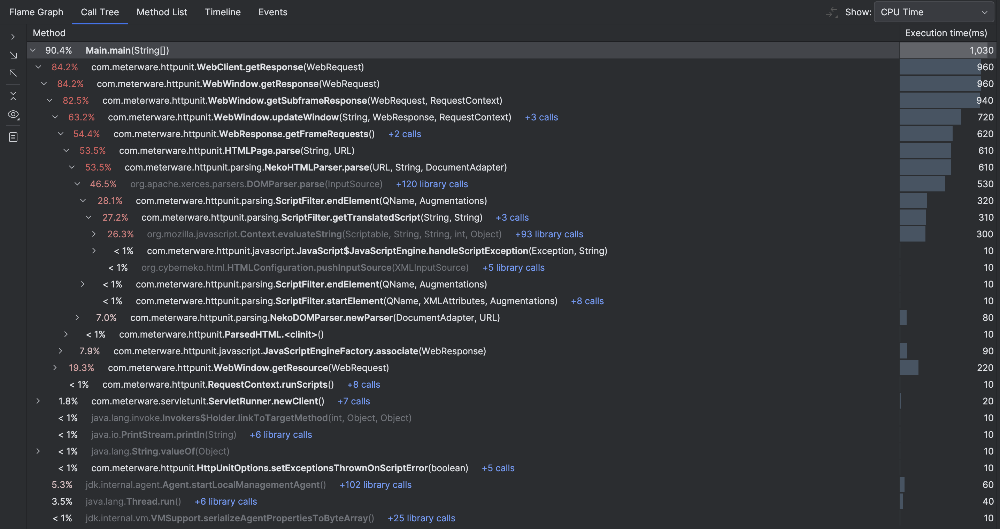 Flame Graph Call Tree Method List Timeline Events Show: CPU Time
Method Execution time(ms)
90.4% Main.main(String[]) 1,030
84.2% com.meterware.httpunit.WebClient.getResponse(WebRequest) 960
84.2% com.meterware.httpunit.WebWindow.getResponse(WebRequest) 960
82.5% com.meterware.httpunit.WebWindow.getSubframeResponse(WebRequest, RequestContext) 940
63.2% com.meterware.httpunit.WebWindow.updateWindow(String, WebResponse, RequestContext) +3 calls 720
54.4% com.meterware.httpunit.WebResponse.getFrameRequests() +2 calls 620
53.5% com.meterware.httpunit.HTMLPage.parse(String, URL) 610
53.5% com.meterware.httpunit.parsing.NekoHTMLParser.parse(URL, String, DocumentAdapter) 610
46.5% org.apache.xerces.parsers.DOMParser.parse(InputSource) +120 library calls 530
28.1% com.meterware.httpunit.parsing.ScriptFilter.endElement(QName, Augmentations) 320
27.2% com.meterware.httpunit.parsing.ScriptFilter.getTranslatedScript(String, String) +3 calls 310
26.3% org.mozilla.javascript.Context.evaluateString(Scriptable, String, String, int, Object) +93 library calls 300
< 1% com.meterware.httpunit.javascript.JavaScript$JavaScriptEngine.handleScriptException(Exception, String) 10
< 1% org.cyberneko.html.HTMLConfiguration.pushInputSource(XMLInputSource) +5 library calls 10
< 1% com.meterware.httpunit.parsing.ScriptFilter.endElement(QName, Augmentations) 10
< 1% com.meterware.httpunit.parsing.ScriptFilter.startElement(QName, XMLAttributes, Augmentations) +8 calls 10
7.0% com.meterware.httpunit.parsing.NekoDOMParser.newParser(DocumentAdapter, URL) 80
< 1% com.meterware.httpunit.ParsedHTML.<clinit>() 10
7.9% com.meterware.httpunit.javascript.JavaScriptEngineFactory.associate(WebResponse) 90
19.3% com.meterware.httpunit.WebWindow.getResource(WebRequest) 220
< 1% com.meterware.httpunit.RequestContext.runScripts() +8 calls 10
1.8% com.meterware.servletunit.ServletRunner.newClient() +7 calls 20
< 1% java.lang.invoke.Invokers$Holder.linkToTargetMethod(int, Object, Object) 10
< 1% java.io.PrintStream.println(String) +6 library calls 10
< 1% java.lang.String.valueOf(Object) 10
< 1% com.meterware.httpunit.HttpUnitOptions.setExceptionsThrownOnScriptError(boolean) +5 calls 10
5.3% jdk.internal.agent.Agent.startLocalManagementAgent() +102 library calls 60
3.5% java.lang.Thread.run() +6 library calls 40
< 1% jdk.internal.vm.VMSupport.serializeAgentPropertiesToByteArray() +25 library calls 10